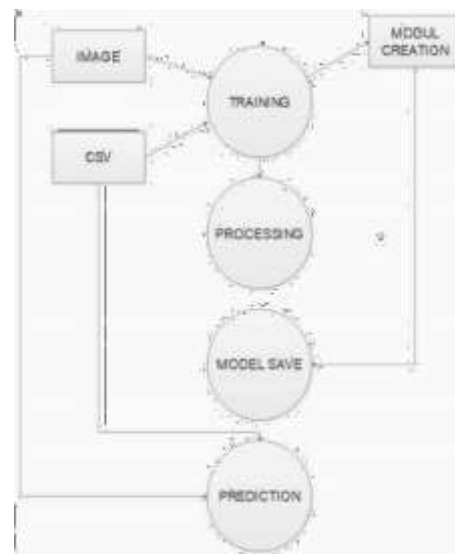 IMAGE
MODUL
CREATION
TRAINING
CSV
PROCESSING
MODEL SAVE
PREDICTION